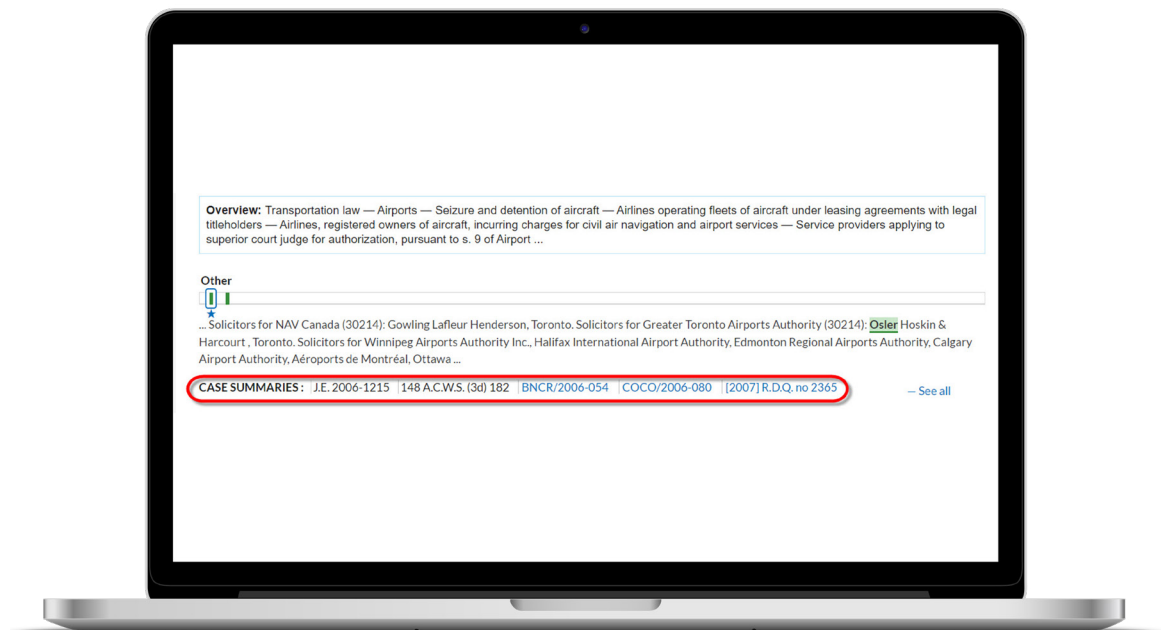 Overview: Transportation law — Airports — Seizure and detention of aircraft — Airlines operating fleets of aircraft under leasing agreements with legal
titleholders — Airlines, registered owners of aircraft, incurring charges for civil air navigation and airport services — Service providers applying to
superior court judge for authorization, pursuant to s. 9 of Airport ...
Other
... Solicitors for NAV Canada (30214): Gowling Lafleur Henderson, Toronto. Solicitors for Greater Toronto Airports Authority (30214): Osler Hoskin &
Harcourt , Toronto. Solicitors for Winnipeg Airports Authority Inc., Halifax International Airport Authority, Edmonton Regional Airports Authority, Calgary
Airport Authority, Aéroports de Montréal, Ottawa ...
CASE SUMMARIES : J.E. 2006-1215 148 A.C.W.S. (3d) 182 BNCR/2006-054 COCO/2006-080 [2007] R.D.Q. no 2365 — See all